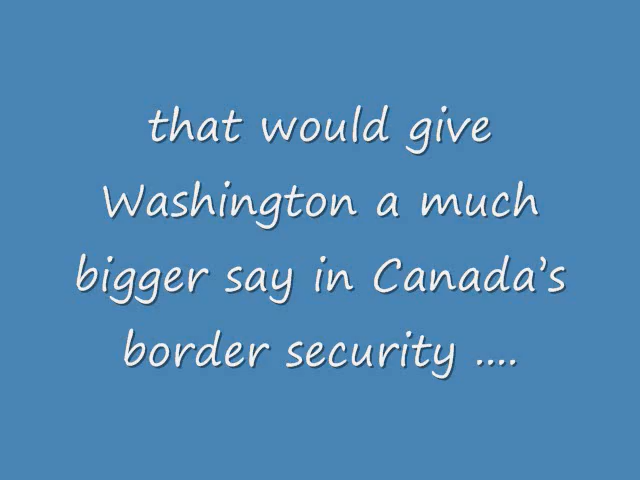 that would give
Washington a much
bigger say in Canada’s
border security ....